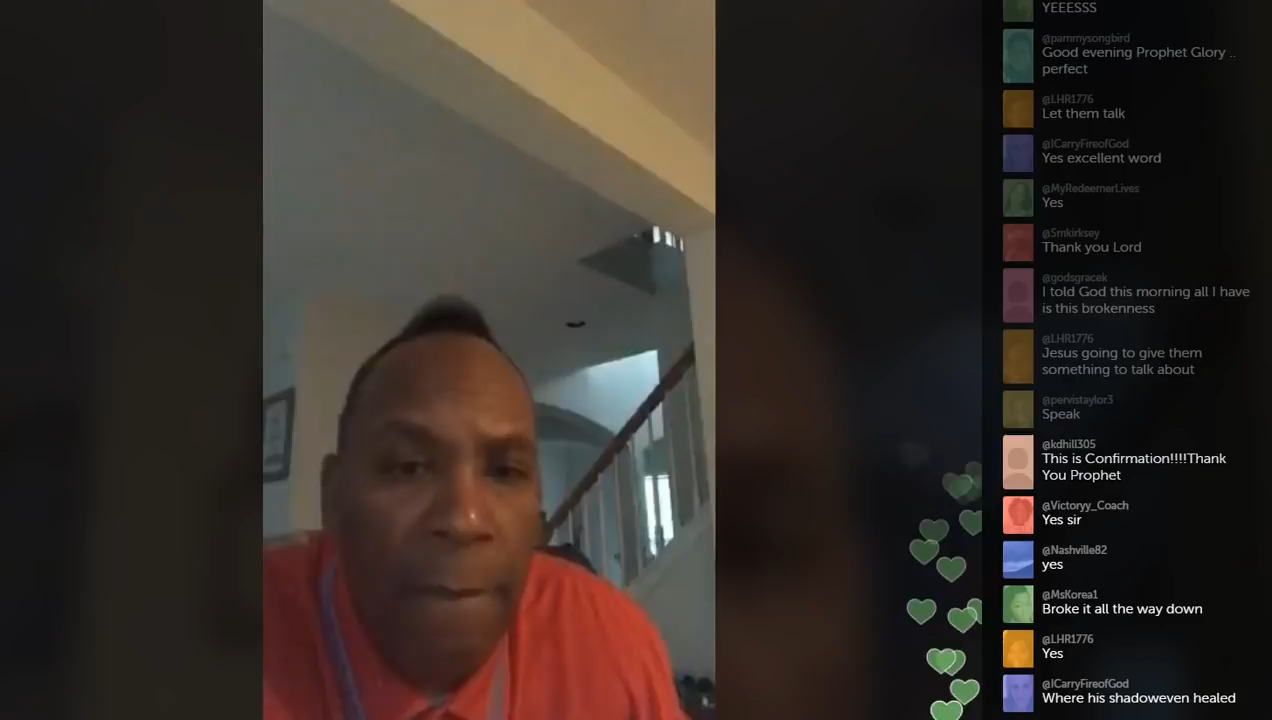 YEEESSS
@pammysongbird
Good evening Prophet Glory ..
perfect
@LHR1776
Let them talk
@ICarryFireofGod
Yes excellent word
@MyRedeemerLives
Yes
@Smkirksey
Thank you Lord
@godsgracek
I told God this morning all I have
is this brokenness
@LHR1776
Jesus going to give them
something to talk about
@pervistaylor3
Speak
@kdhill305
This is Confirmation!!!!Thank
You Prophet
@Victoryy_Coach
Yes sir
@Nashville82
yes
@MsKorea1
Broke it all the way down
@LHR1776
Yes
@ICarryFireofGod
Where his shadoweven healed